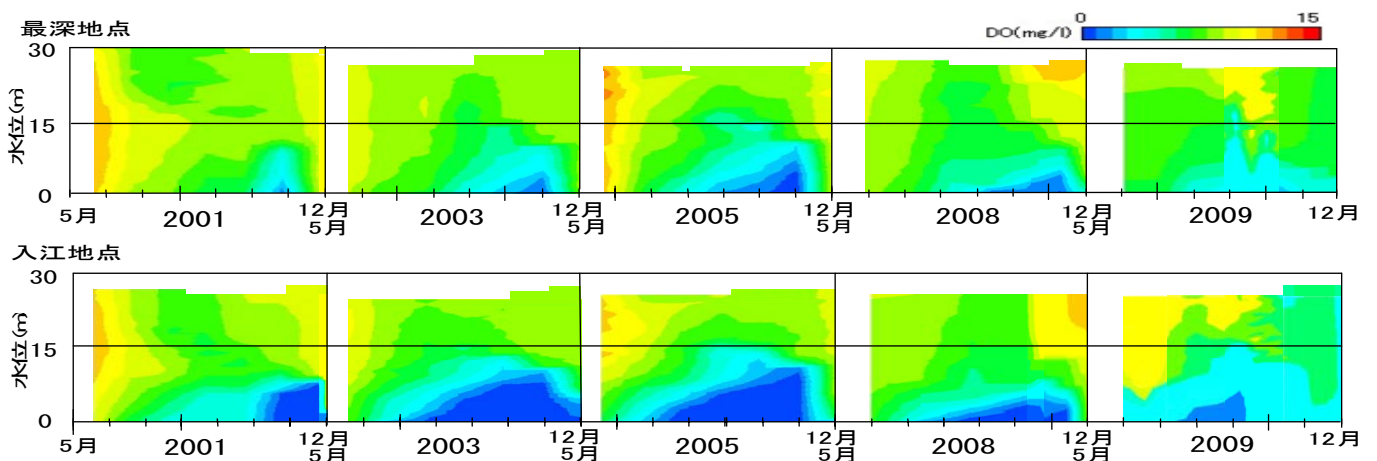 最深地点
0 15
DO(mg/l)
30
15
0
水位(m)
5月 2001 12月
5月 2003 12月
5月 2005 12月
5月 2008 12月
5月 2009 12月
入江地点
30
15
0
水位(m)
5月 2001 12月
5月 2003 12月
5月 2005 12月
5月 2008 12月
5月 2009 12月